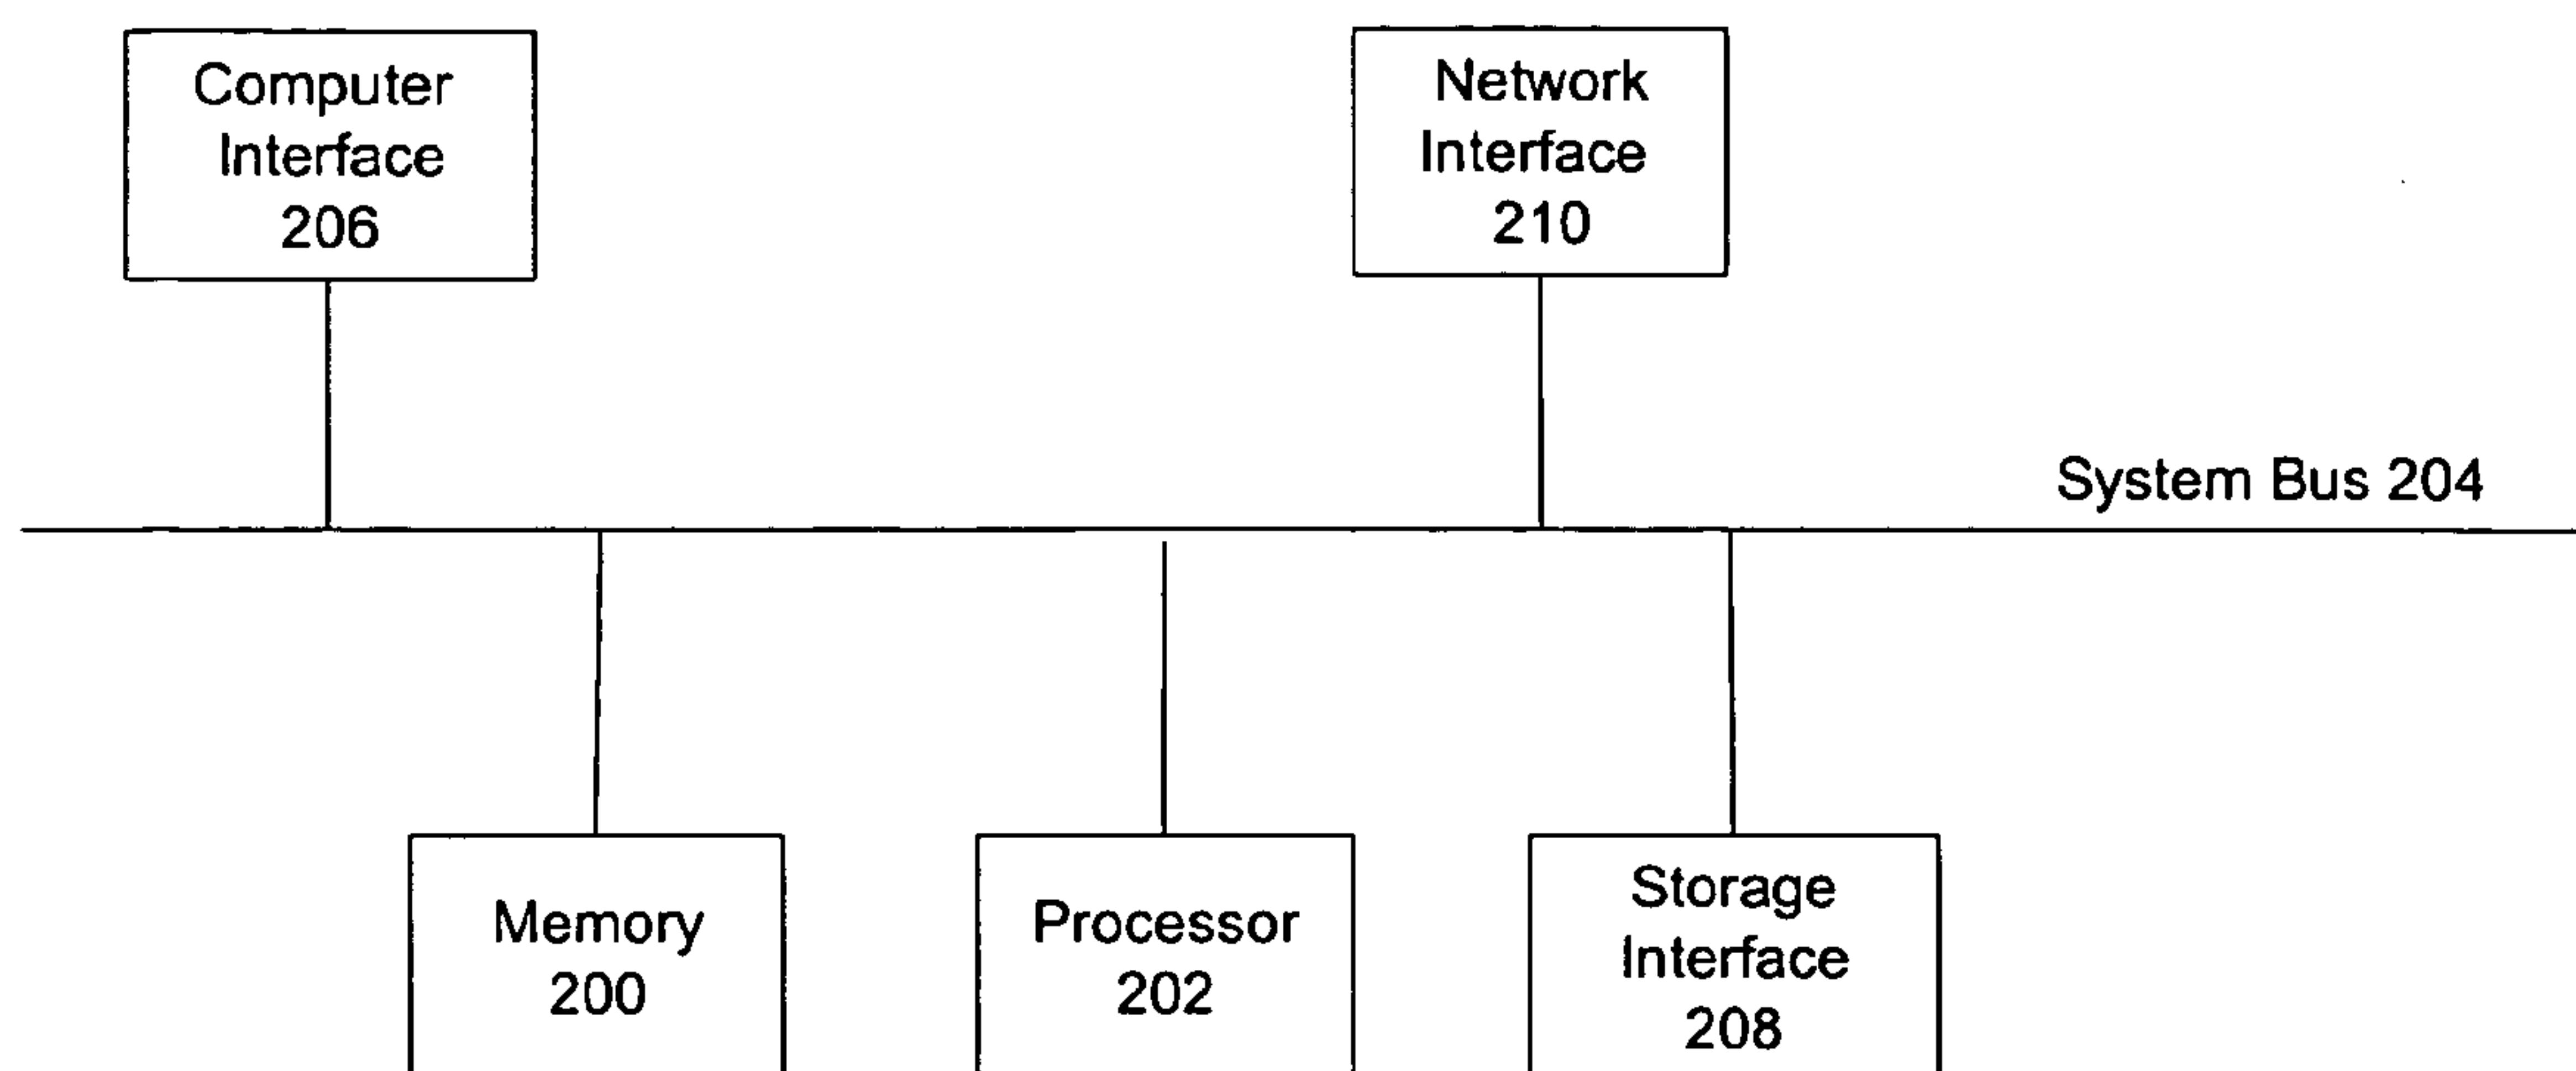 Computer
Interface
206
Network
Interface
210
System Bus 204
Memory
200
Processor
202
Storage
Interface
208